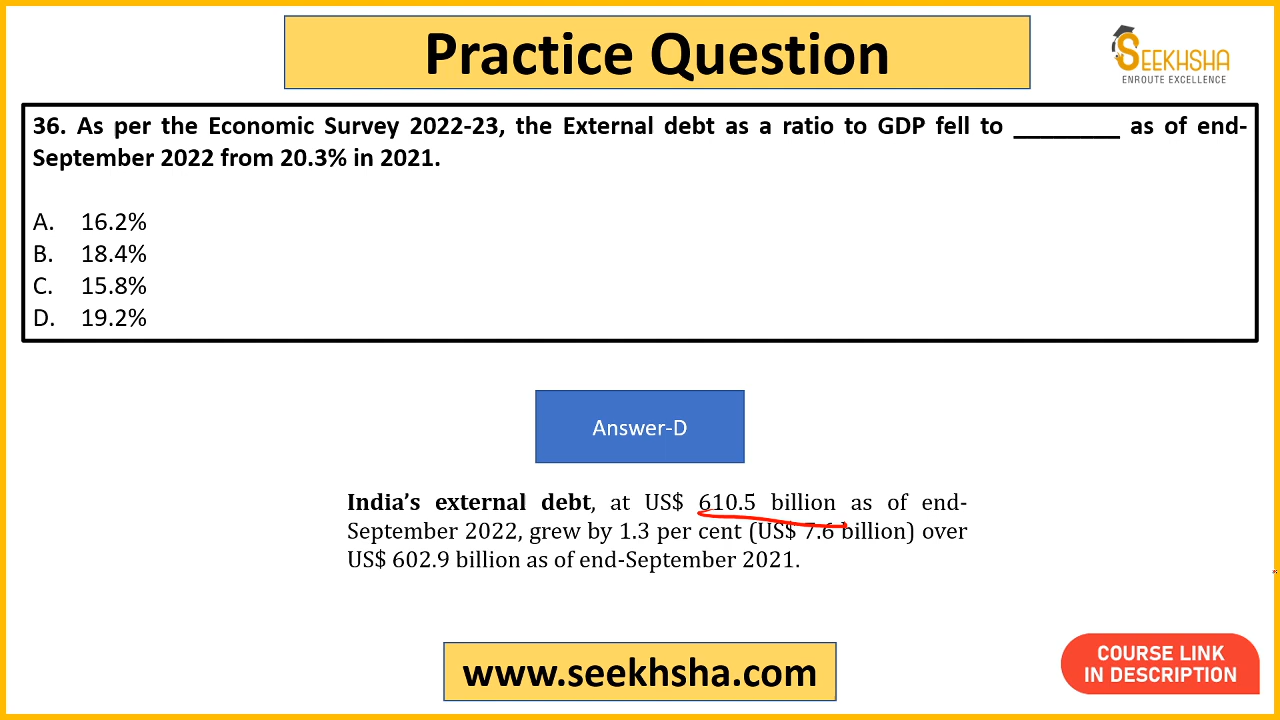 Practice Question
SEEKHSHA
ENROUTE EXCELLENCE
36. As per the Economic Survey 2022-23, the External debt as a ratio to GDP fell to _________ as of end-
September 2022 from 20.3% in 2021.
A. 16.2%
B. 18.4%
C. 15.8%
D. 19.2%
Answer-D
India's external debt, at US$ 610.5 billion as of end-
September 2022, grew by 1.3 per cent (US$ 7.6 billion) over
US$ 602.9 billion as of end-September 2021.
www.seekhsha.com
COURSE LINK
IN DESCRIPTION